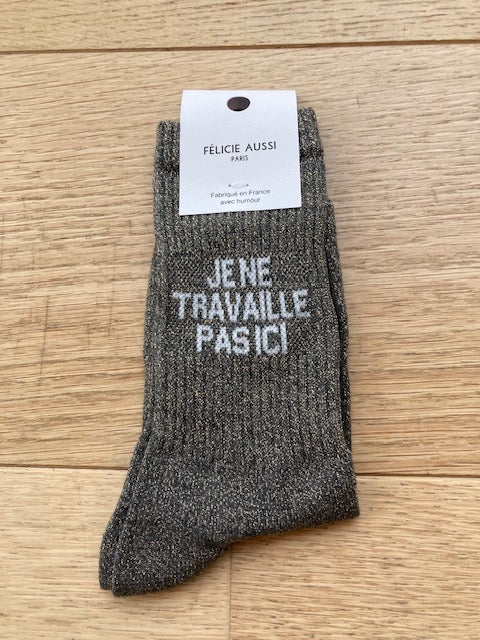 FÉLICIE AUSSI
PARIS
Fabriqué en France
avec humour
JE NE
TRAVAILLE
PAS ICI